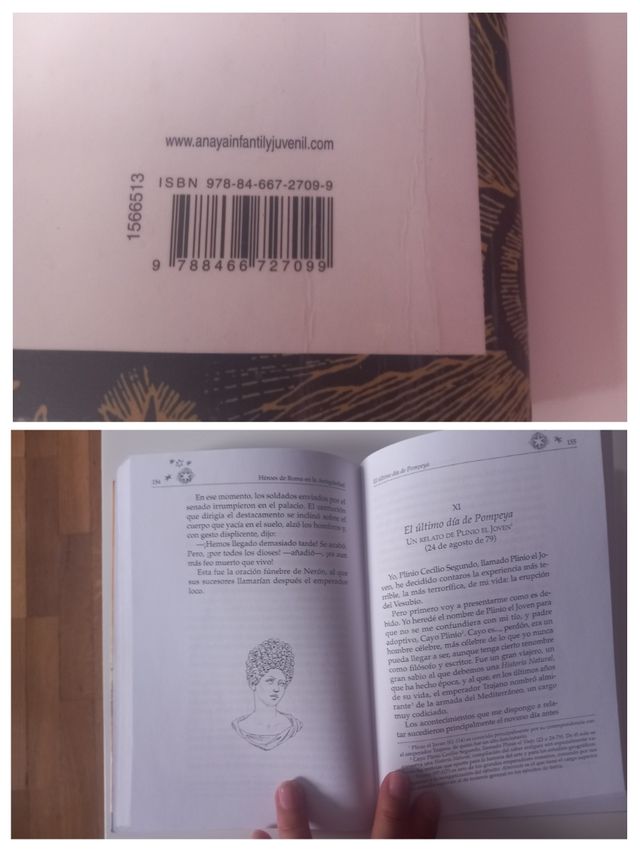 www.anayainfantilyjuvenil.com
ISBN 978-84-667-2709-9
1566513
9 788466 727099
154
Héroes de Roma en la Antigüedad
En ese momento, los soldados enviados por el
senado irrumpieron en el palacio. El centurión
que dirigía el destacamento se inclinó sobre el
cuerpo que yacía en el suelo, alzó los hombros y,
con gesto displicente, dijo:
—¡Hemos llegado demasiado tarde! Se acabó.
Pero, ¡por todos los dioses! —añadió—, ¡es aun
más feo muerto que vivo!
Esta fue la oración fúnebre de Nerón, al que
sus sucesores llamarían después el emperador
loco.
El último día de Pompeya
155
XI
El último día de Pompeya
UN RELATO DE PLINIO EL JOVEN¹
(24 de agosto de 79)
Yo, Plinio Cecilio Segundo, llamado Plinio el Jo-
ven, he decidido contaros la experiencia más te-
rrible, la más terrorífica, de mi vida: la erupción
del Vesubio.
Pero primero voy a presentarme como es de-
bido. Yo heredé el nombre de Plinio el Joven para
que no se me confundiera con mi tío, y padre
adoptivo, Cayo Plinio². Cayo es... perdón, era un
hombre célebre, más célebre de lo que yo nunca
pueda llegar a ser, aunque tenga cierto renombre
como filósofo y escritor. Fue un gran viajero, un
gran sabio al que debemos una Historia Natural,
que ha hecho época, y al que, en los últimos años
de su vida, el emperador Trajano nombró almi-
rante³ de la armada del Mediterráneo, un cargo
muy codiciado.
Los acontecimientos que me dispongo a rela-
tar sucedieron principalmente el noveno día antes